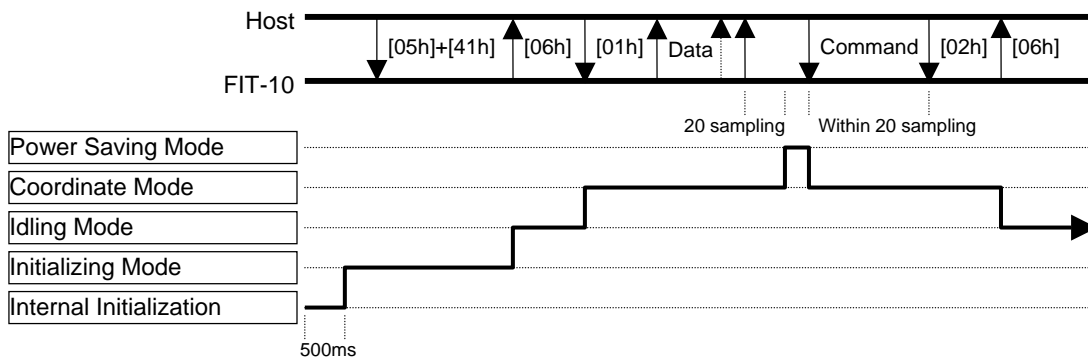 Host
[05h]+[41h] [06h] [01h] Data Command [02h] [06h]
FIT-10
20 sampling Within 20 sampling
Power Saving Mode
Coordinate Mode
Idling Mode
Initializing Mode
Internal Initialization
500ms